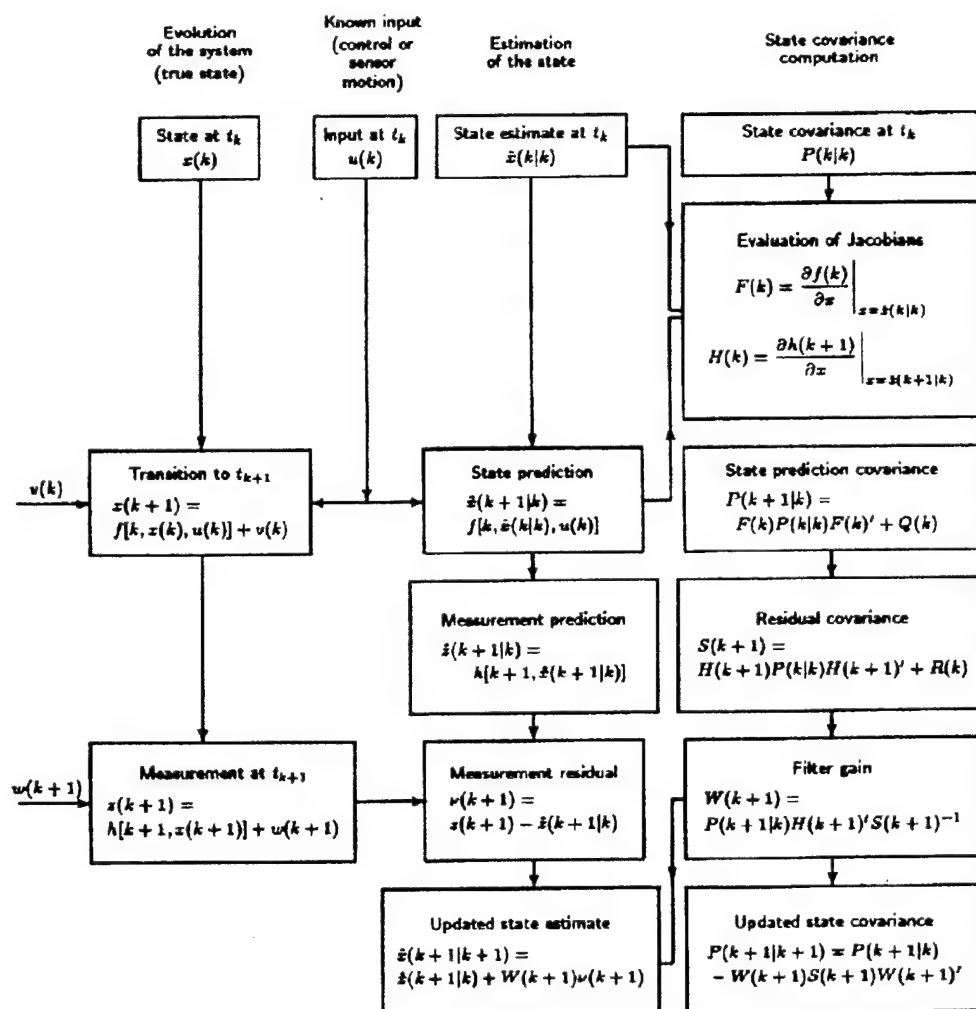 Evolution
of the system
(true state)
Known input
(control or
sensor
motion)
Estimation
of the state
State covariance
computation
State at t_k
x(k)
Input at t_k
u(k)
State estimate at t_k
x̂(k|k)
State covariance at t_k
P(k|k)
Evaluation of Jacobians
F(k) = ∂f(k)/∂x |_{x=x̂(k|k)}
H(k) = ∂h(k+1)/∂x |_{x=x̂(k+1|k)}
v(k)
Transition to t_{k+1}
x(k+1) =
f[k, x(k), u(k)] + v(k)
State prediction
x̂(k+1|k) =
f[k, x̂(k|k), u(k)]
State prediction covariance
P(k+1|k) =
F(k)P(k|k)F(k)′ + Q(k)
Measurement prediction
ẑ(k+1|k) =
h[k+1, x̂(k+1|k)]
Residual covariance
S(k+1) =
H(k+1)P(k|k)H(k+1)′ + R(k)
w(k+1)
Measurement at t_{k+1}
z(k+1) =
h[k+1, x(k+1)] + w(k+1)
Measurement residual
ν(k+1) =
z(k+1) − ẑ(k+1|k)
Filter gain
W(k+1) =
P(k+1|k)H(k+1)′S(k+1)⁻¹
Updated state estimate
x̂(k+1|k+1) =
x̂(k+1|k) + W(k+1)ν(k+1)
Updated state covariance
P(k+1|k+1) = P(k+1|k)
− W(k+1)S(k+1)W(k+1)′